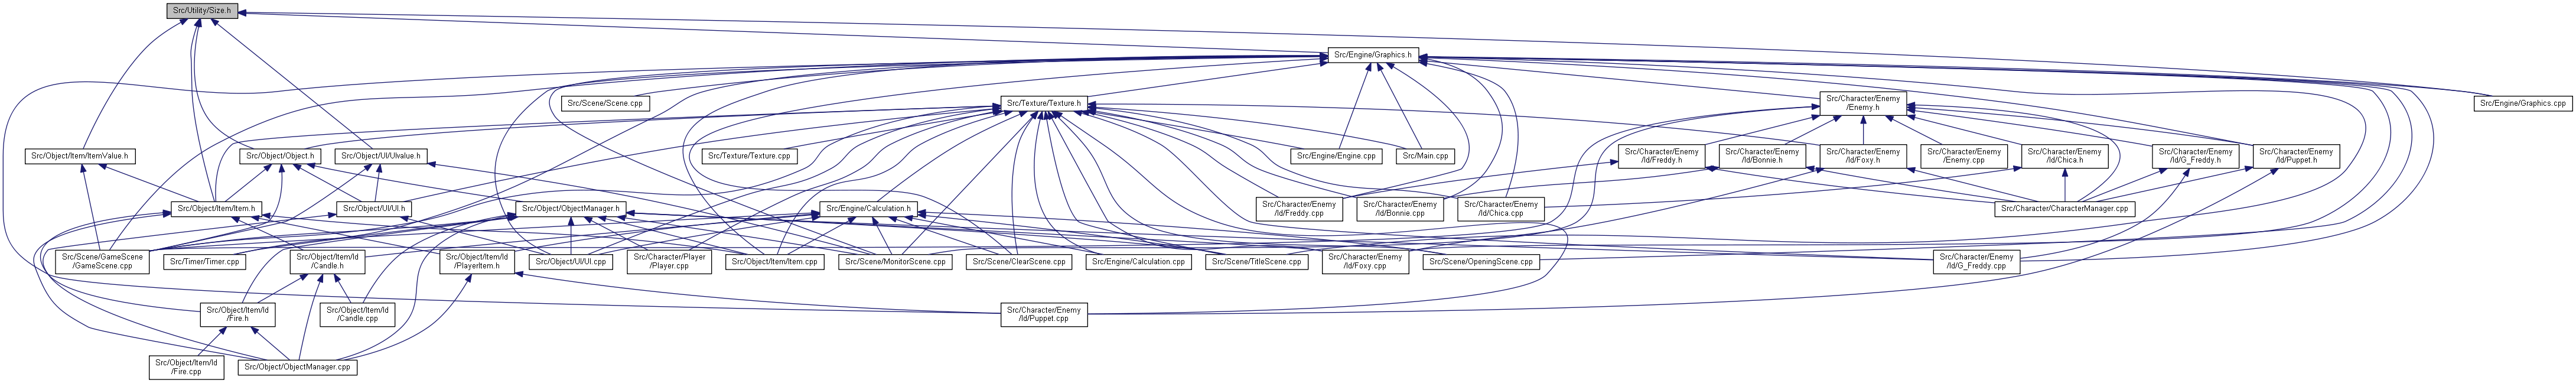 Src/Utility/Size.h
Src/Engine/Graphics.h
Src/Scene/Scene.cpp
Src/Texture/Texture.h
Src/Character/Enemy
/Enemy.h
Src/Engine/Graphics.cpp
Src/Object/Item/ItemValue.h
Src/Object/Object.h
Src/Object/UI/UIvalue.h
Src/Texture/Texture.cpp
Src/Engine/Engine.cpp
Src/Main.cpp
Src/Character/Enemy
/Id/Freddy.h
Src/Character/Enemy
/Id/Bonnie.h
Src/Character/Enemy
/Id/Foxy.h
Src/Character/Enemy
/Enemy.cpp
Src/Character/Enemy
/Id/Chica.h
Src/Character/Enemy
/Id/G_Freddy.h
Src/Character/Enemy
/Id/Puppet.h
Src/Object/Item/Item.h
Src/Object/UI/UI.h
Src/Object/ObjectManager.h
Src/Engine/Calculation.h
Src/Character/Enemy
/Id/Freddy.cpp
Src/Character/Enemy
/Id/Bonnie.cpp
Src/Character/Enemy
/Id/Chica.cpp
Src/Character/CharacterManager.cpp
Src/Scene/GameScene
/GameScene.cpp
Src/Timer/Timer.cpp
Src/Object/Item/Id
/Candle.h
Src/Object/Item/Id
/PlayerItem.h
Src/Object/UI/UI.cpp
Src/Character/Player
/Player.cpp
Src/Object/Item/Item.cpp
Src/Scene/MonitorScene.cpp
Src/Scene/ClearScene.cpp
Src/Engine/Calculation.cpp
Src/Scene/TitleScene.cpp
Src/Character/Enemy
/Id/Foxy.cpp
Src/Scene/OpeningScene.cpp
Src/Character/Enemy
/Id/G_Freddy.cpp
Src/Object/Item/Id
/Fire.h
Src/Object/Item/Id
/Candle.cpp
Src/Character/Enemy
/Id/Puppet.cpp
Src/Object/Item/Id
/Fire.cpp
Src/Object/ObjectManager.cpp